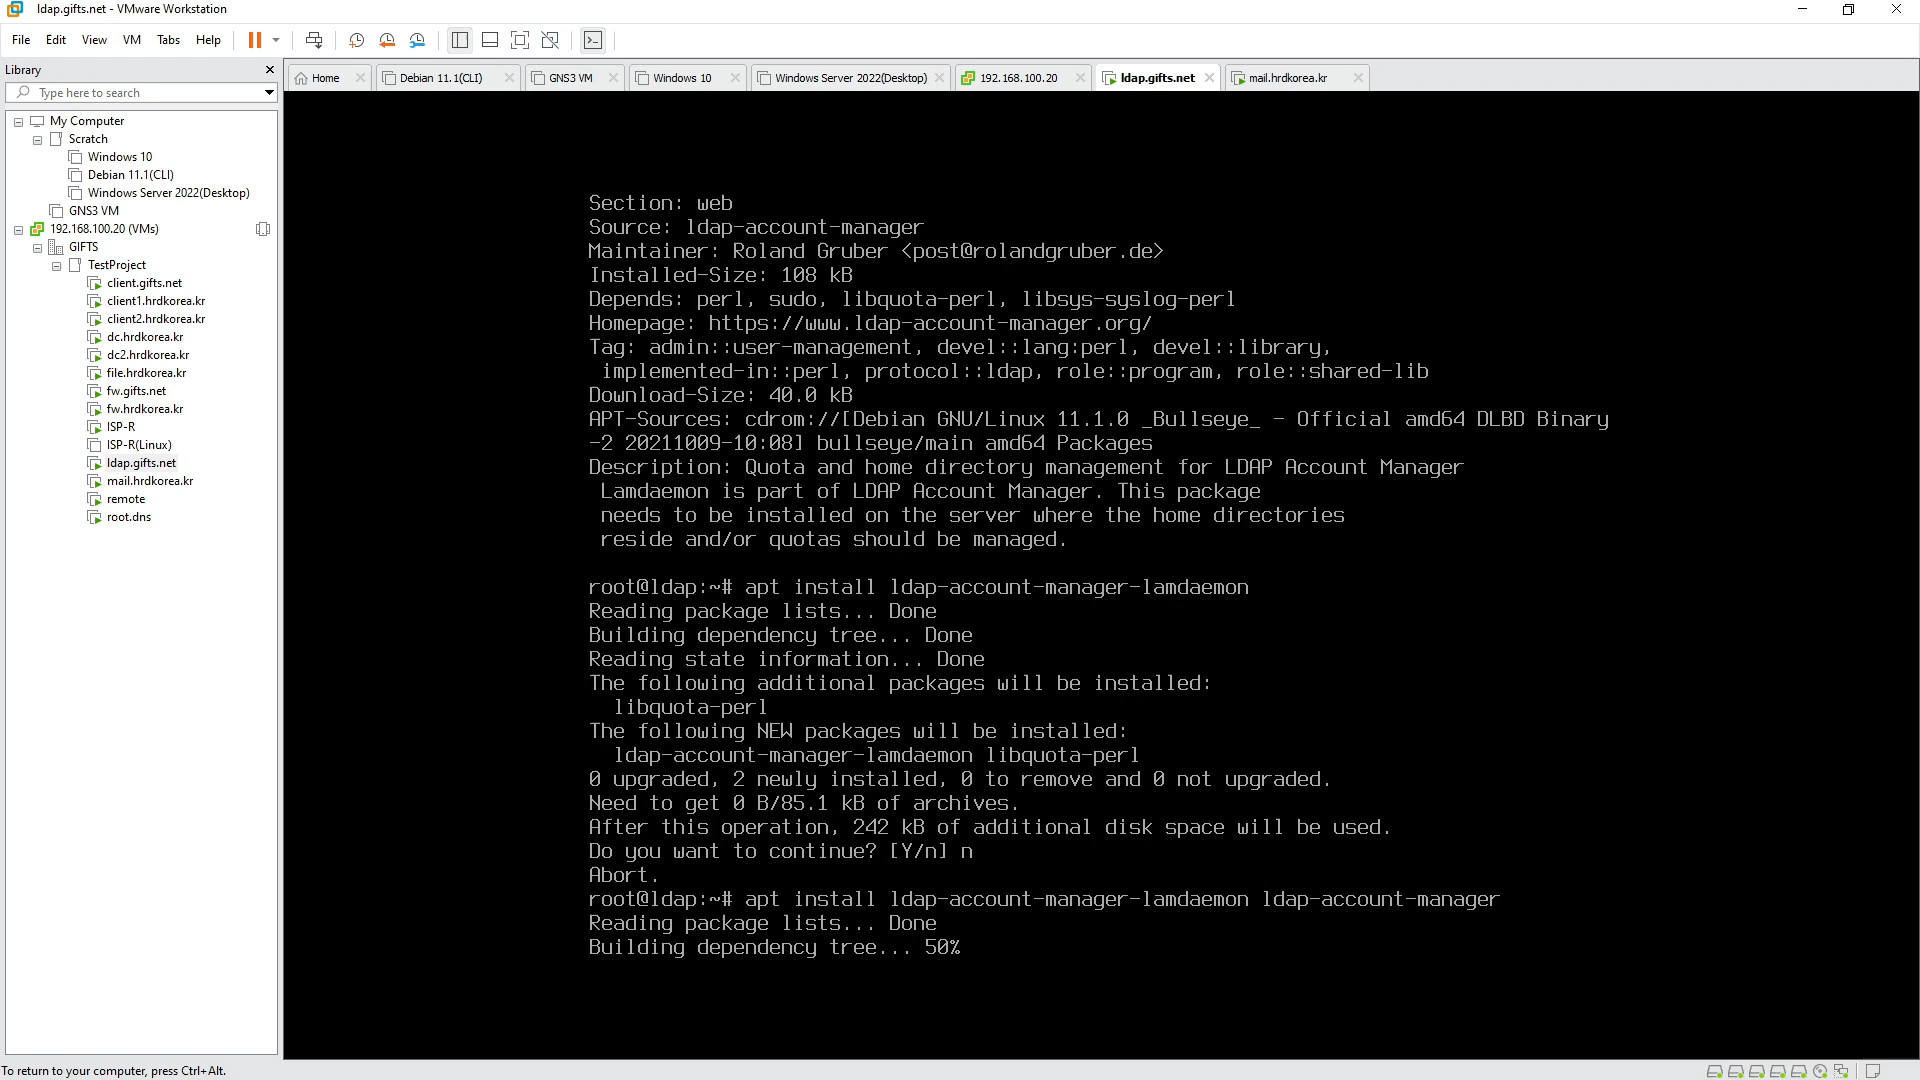 ldap.gifts.net - VMware Workstation
File Edit View VM Tabs Help
Library
Type here to search
Home
Debian 11.1(CLI)
GNS3 VM
Windows 10
Windows Server 2022(Desktop)
192.168.100.20
ldap.gifts.net
mail.hrdkorea.kr
My Computer
Scratch
Windows 10
Debian 11.1(CLI)
Windows Server 2022(Desktop)
GNS3 VM
192.168.100.20 (VMs)
GIFTS
TestProject
client.gifts.net
client1.hrdkorea.kr
client2.hrdkorea.kr
dc.hrdkorea.kr
dc2.hrdkorea.kr
file.hrdkorea.kr
fw.gifts.net
fw.hrdkorea.kr
ISP-R
ISP-R(Linux)
ldap.gifts.net
mail.hrdkorea.kr
remote
root.dns
Section: web
Source: ldap-account-manager
Maintainer: Roland Gruber <post@rolandgruber.de>
Installed-Size: 108 kB
Depends: perl, sudo, libquota-perl, libsys-syslog-perl
Homepage: https://www.ldap-account-manager.org/
Tag: admin::user-management, devel::lang:perl, devel::library,
implemented-in::perl, protocol::ldap, role::program, role::shared-lib
Download-Size: 40.0 kB
APT-Sources: cdrom://[Debian GNU/Linux 11.1.0 _Bullseye_ - Official amd64 DLBD Binary
-2 20211009-10:08] bullseye/main amd64 Packages
Description: Quota and home directory management for LDAP Account Manager
Lamdaemon is part of LDAP Account Manager. This package
needs to be installed on the server where the home directories
reside and/or quotas should be managed.
root@ldap:~# apt install ldap-account-manager-lamdaemon
Reading package lists... Done
Building dependency tree... Done
Reading state information... Done
The following additional packages will be installed:
libquota-perl
The following NEW packages will be installed:
ldap-account-manager-lamdaemon libquota-perl
0 upgraded, 2 newly installed, 0 to remove and 0 not upgraded.
Need to get 0 B/85.1 kB of archives.
After this operation, 242 kB of additional disk space will be used.
Do you want to continue? [Y/n] n
Abort.
root@ldap:~# apt install ldap-account-manager-lamdaemon ldap-account-manager
Reading package lists... Done
Building dependency tree... 50%
To return to your computer, press Ctrl+Alt.